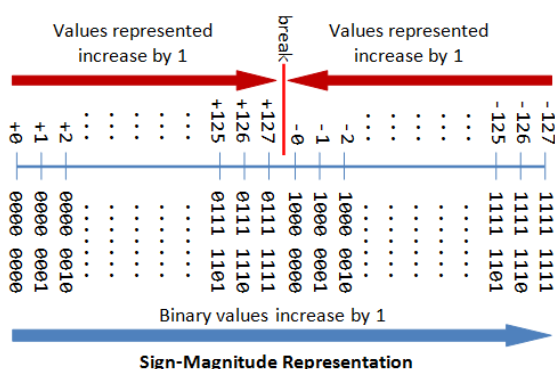 Values represented
increase by 1
break
Values represented
increase by 1
+0
+1
+2
. . . . .
+125
+126
+127
-0
-1
-2
. . . . .
-125
-126
-127
0000 0000
0000 0001
0000 0010
0111 1101
0111 1110
0111 1111
1000 0000
1000 0001
1000 0010
1111 1101
1111 1110
1111 1111
Binary values increase by 1
Sign-Magnitude Representation